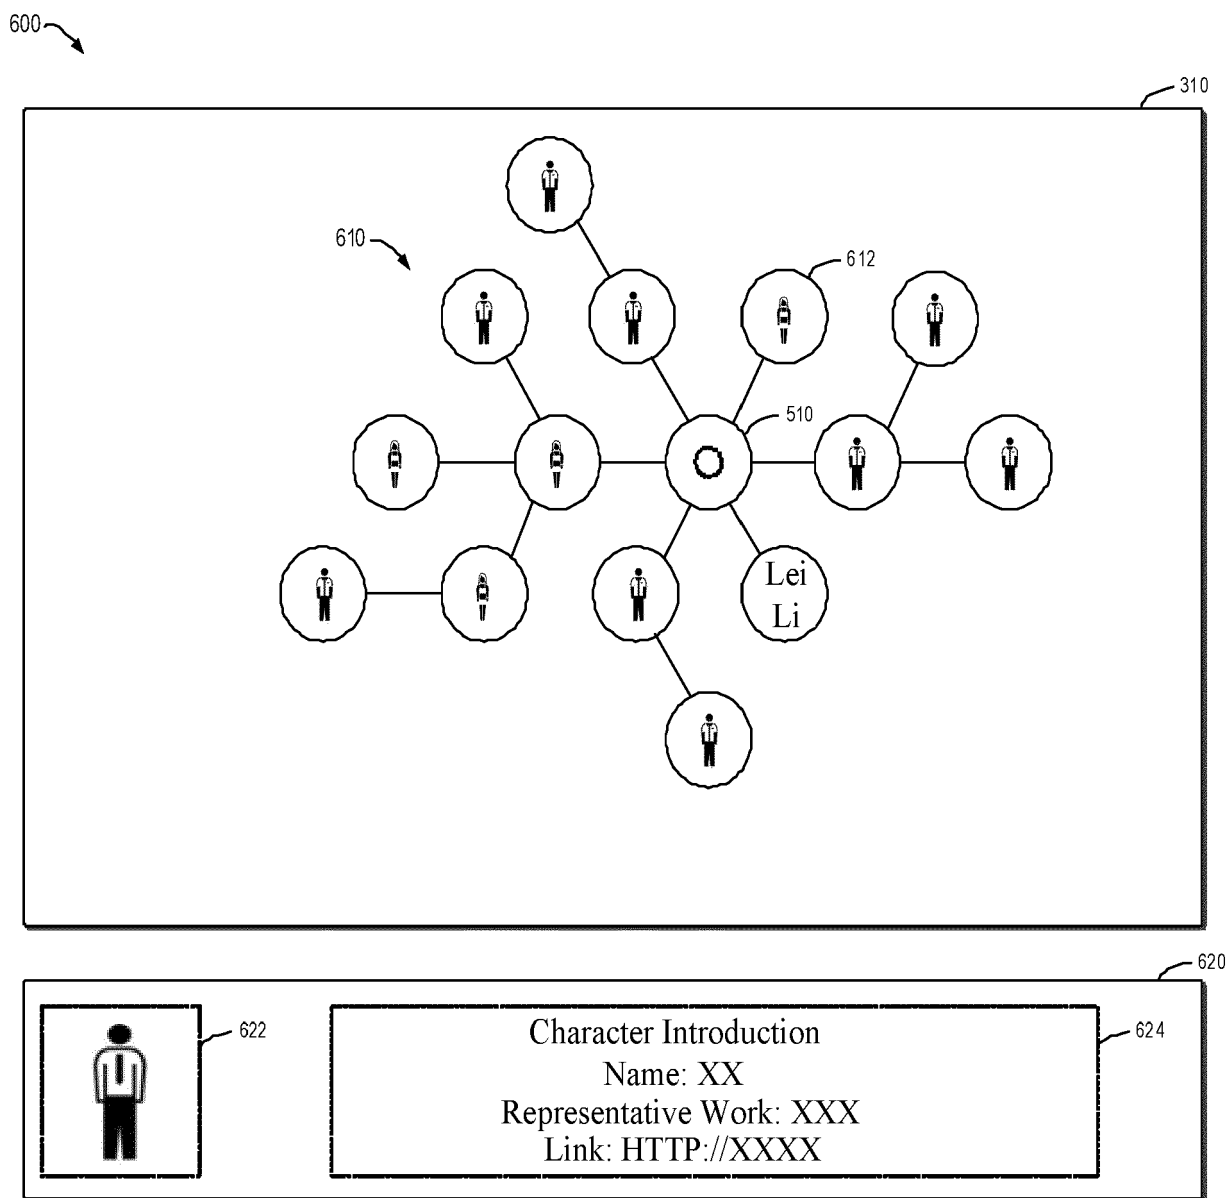 600
310
610
612
510
Lei
Li
620
622
Character Introduction
Name: XX
Representative Work: XXX
Link: HTTP://XXXX
624